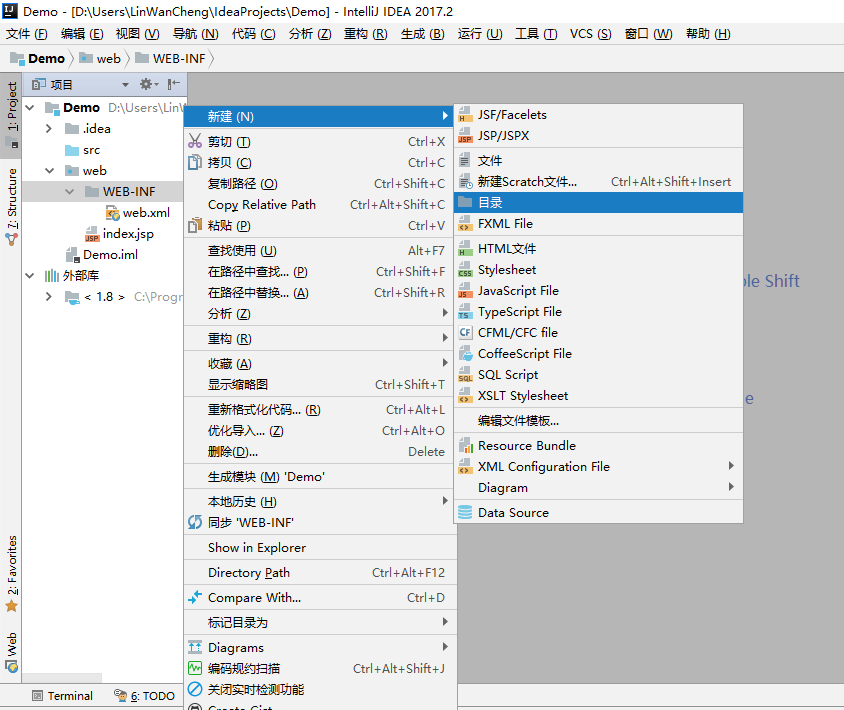 Demo - [D:\Users\LinWanCheng\IdeaProjects\Demo] - IntelliJ IDEA 2017.2
文件 (F) 编辑 (E) 视图 (V) 导航 (N) 代码 (C) 分析 (Z) 重构 (R) 生成 (B) 运行 (U) 工具 (T) VCS (S) 窗口 (W) 帮助 (H)
Demo web WEB-INF
1: Project
7: Structure
2: Favorites
Web
项目
Demo D:\Users\LinW
.idea
src
web
WEB-INF
web.xml
index.jsp
Demo.iml
外部库
< 1.8 > C:\Progr
新建 (N)
剪切 (T) Ctrl+X
拷贝 (C) Ctrl+C
复制路径 (O) Ctrl+Shift+C
Copy Relative Path Ctrl+Alt+Shift+C
粘贴 (P) Ctrl+V
查找使用 (U) Alt+F7
在路径中查找... (P) Ctrl+Shift+F
在路径中替换... (A) Ctrl+Shift+R
分析 (Z)
重构 (R)
收藏 (A)
显示缩略图 Ctrl+Shift+T
重新格式化代码... (R) Ctrl+Alt+L
优化导入... (Z) Ctrl+Alt+O
删除(D)... Delete
生成模块 (M) 'Demo'
本地历史 (H)
同步 'WEB-INF'
Show in Explorer
Directory Path Ctrl+Alt+F12
Compare With... Ctrl+D
标记目录为
Diagrams
编码规约扫描 Ctrl+Alt+Shift+J
关闭实时检测功能
Create Gist...
JSF/Facelets
JSP/JSPX
文件
新建Scratch文件... Ctrl+Alt+Shift+Insert
目录
FXML File
HTML文件
Stylesheet
JavaScript File
TypeScript File
CFML/CFC file
CoffeeScript File
SQL Script
XSLT Stylesheet
编辑文件模板...
Resource Bundle
XML Configuration File
Diagram
Data Source
ble Shift
e
Terminal 6: TODO